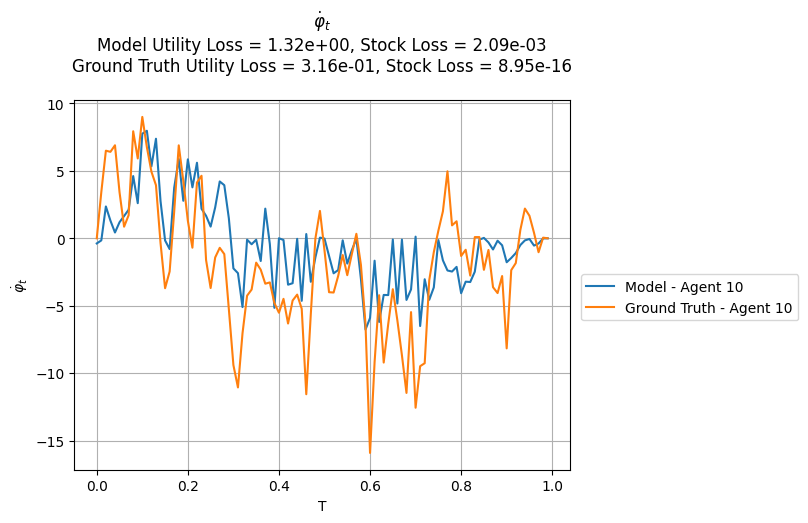 φ̇ₜ
Model Utility Loss = 1.32e+00, Stock Loss = 2.09e-03
Ground Truth Utility Loss = 3.16e-01, Stock Loss = 8.95e-16
10
5
0
−5
−10
−15
φ̇ₜ
0.0 0.2 0.4 0.6 0.8 1.0
T
Model - Agent 10
Ground Truth - Agent 10